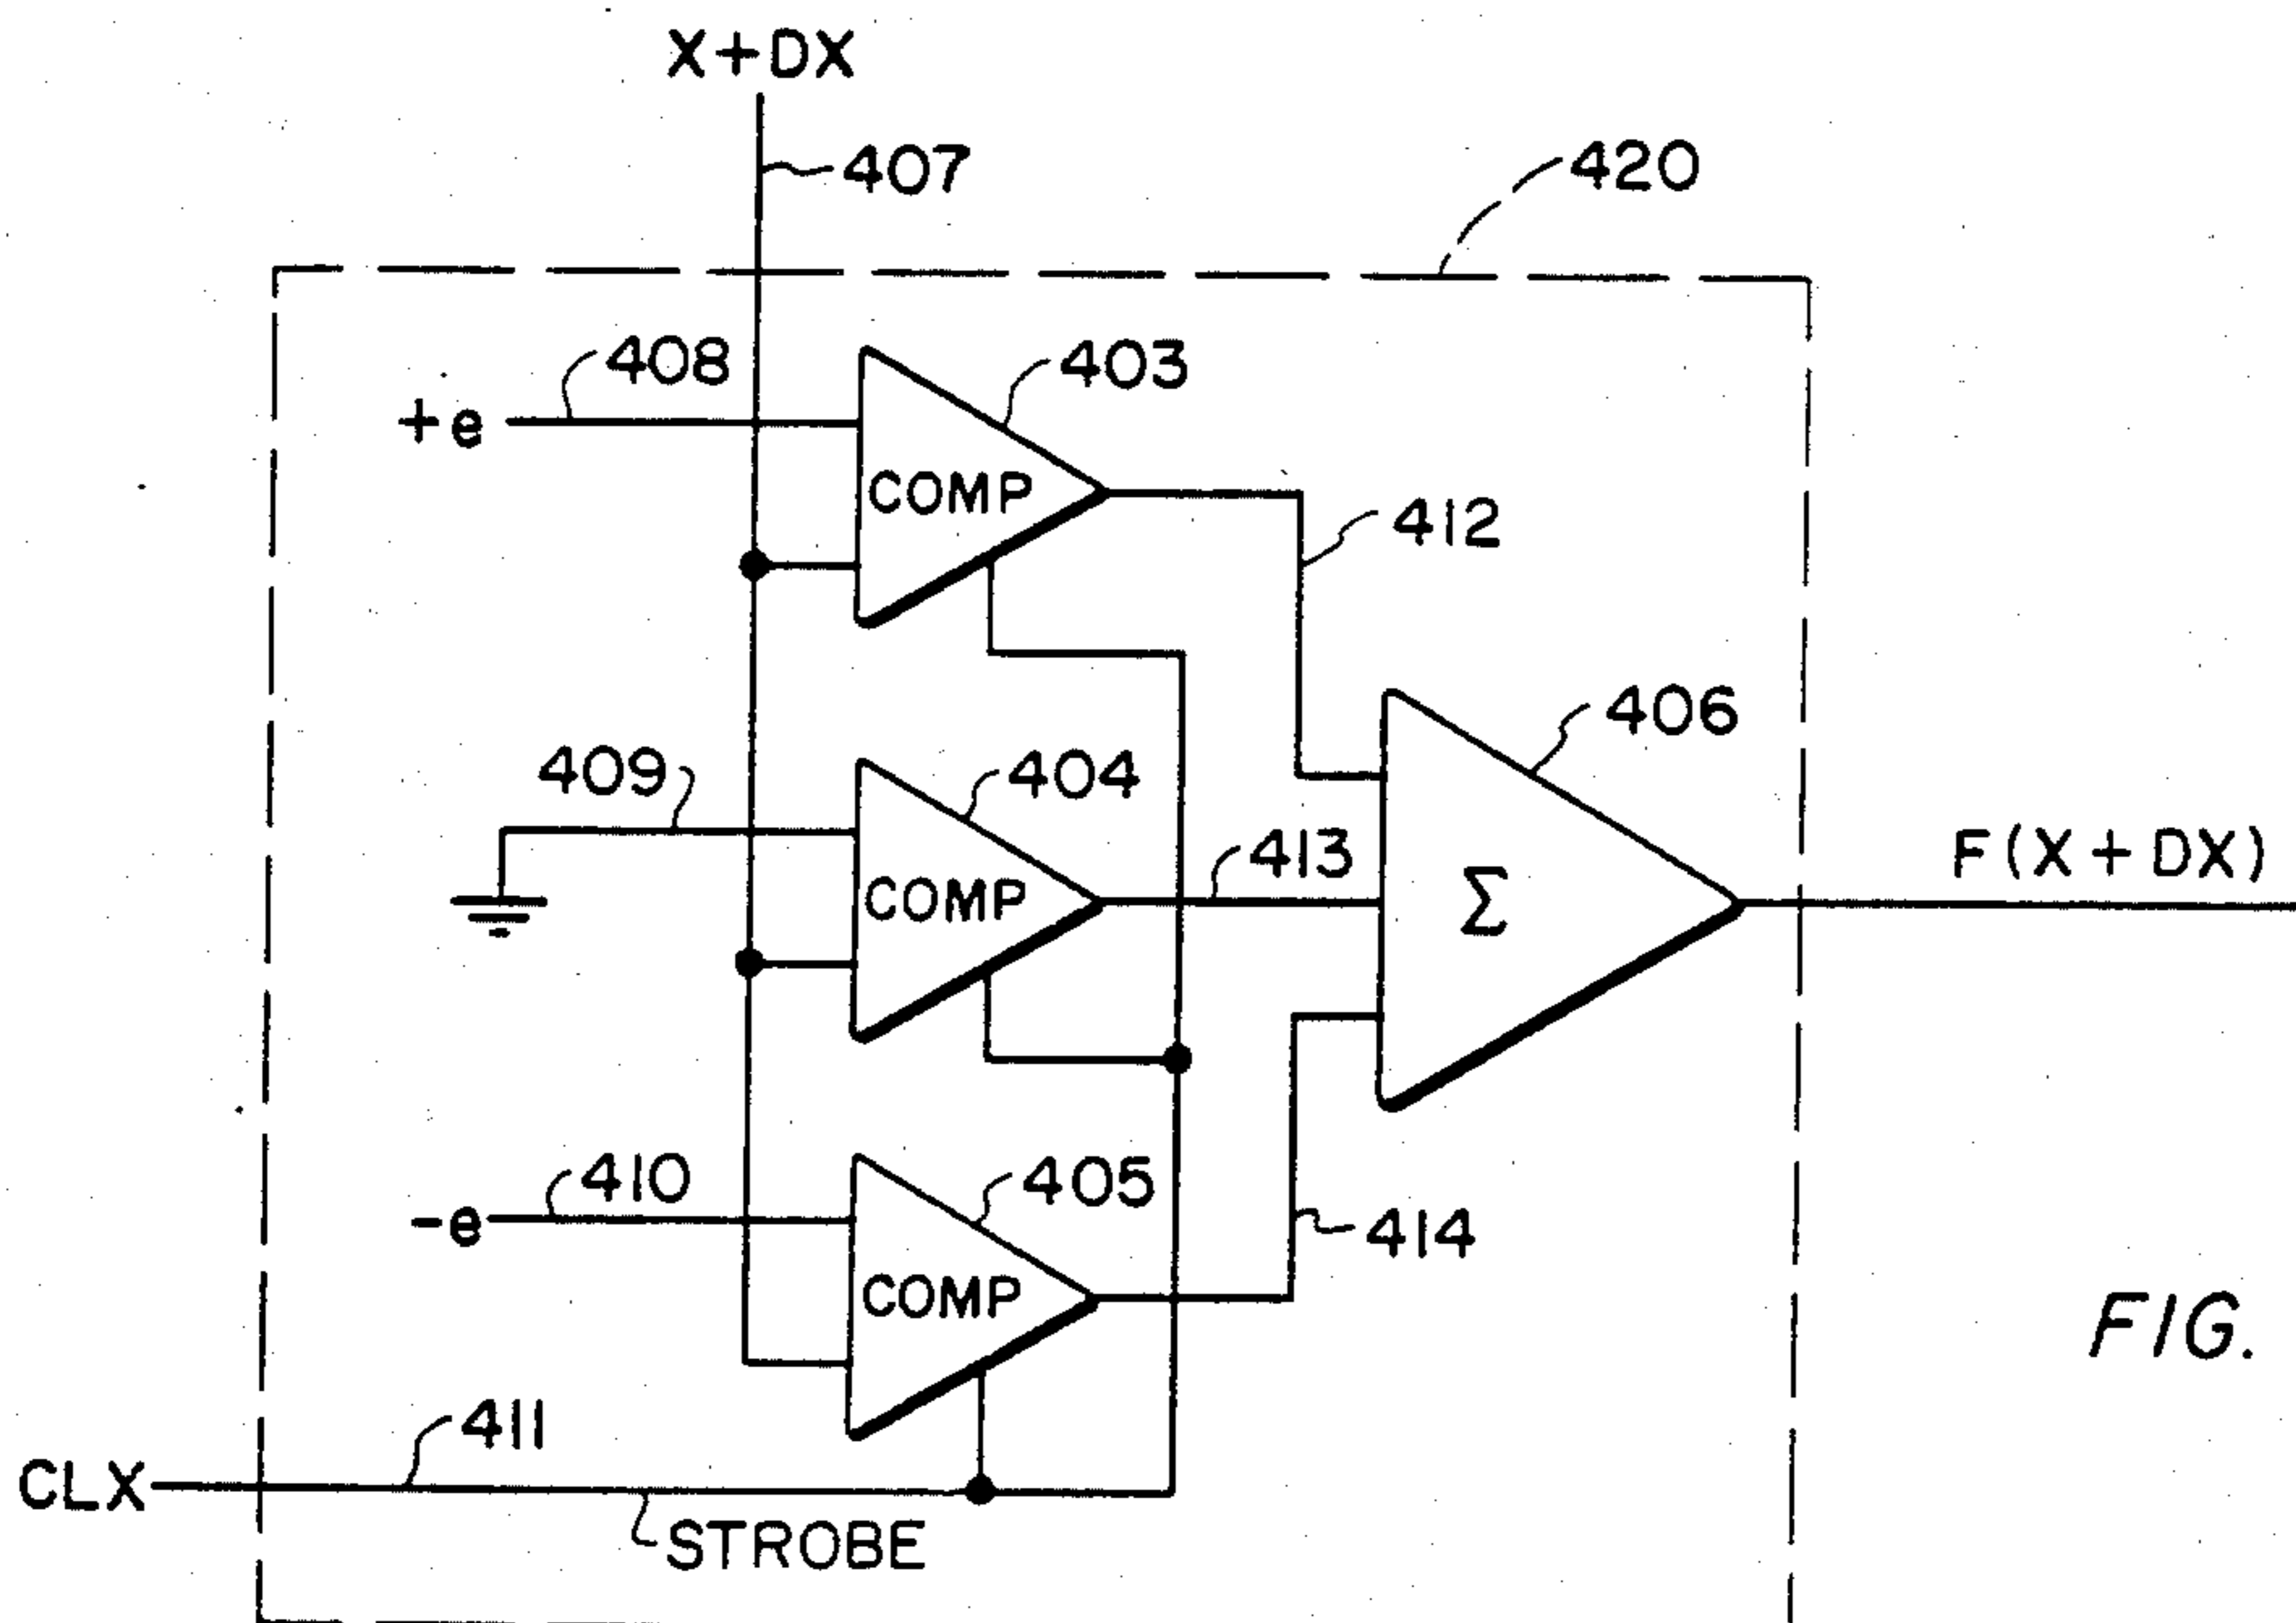 X+DX
407
420
+e
408
403
COMP
412
409
404
COMP
413
406
Σ
F(X+DX)
-e
410
405
COMP
414
FIG.
CLX
411
STROBE